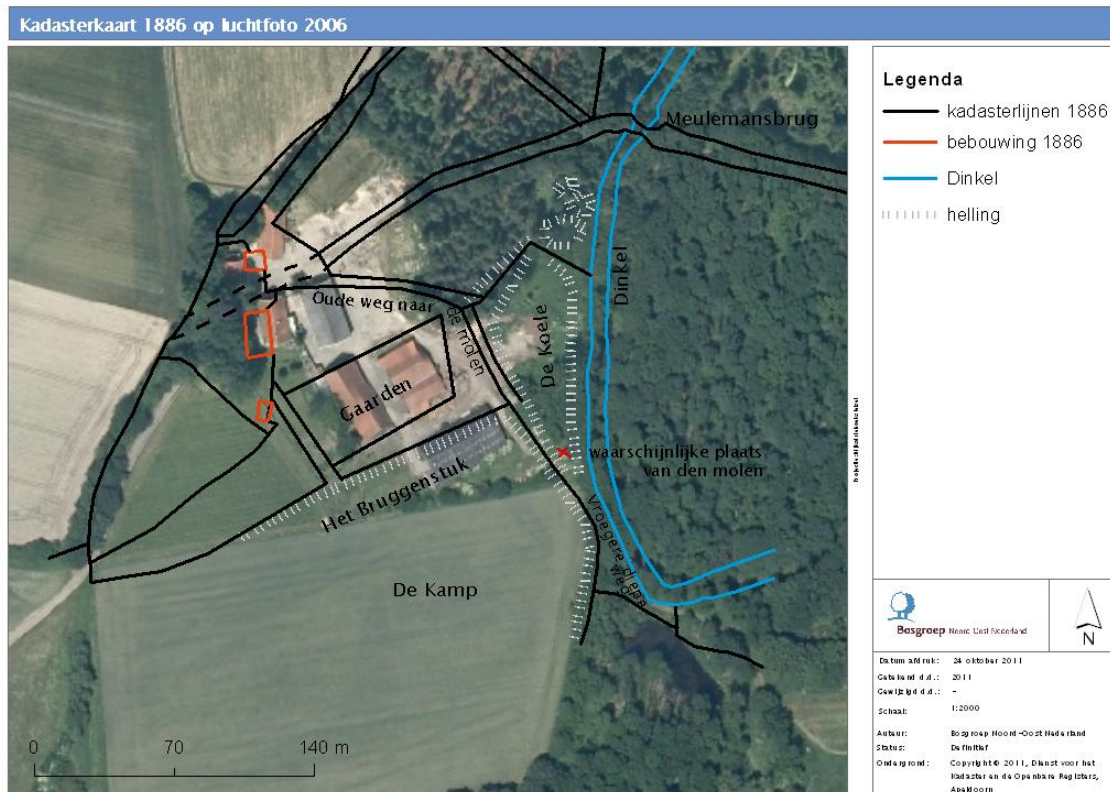 Kadasterkaart 1886 op luchtfoto 2006
Meulemansbrug
Dinkel
Oude weg naar
de molen
De Koele
Gaarden
waarschijnlijke plaats
van den molen
Het Bruggenstuk
Vroegere diepe
weg
De Kamp
0 70 140 m
Legenda
kadasterlijnen 1886
bebouwing 1886
Dinkel
helling
Bosgroep Noord-Oost Nederland
N
Datum afdruk: 24 oktober 2011
Getekend d.d.: 2011
Gewijzigd d.d.: -
Schaal: 1:2000
Auteur: Bosgroep Noord-Oost Nederland
Status: Definitief
Ondergrond: Copyright © 2011, Dienst voor het
Kadaster en de Openbare Registers,
Apeldoorn